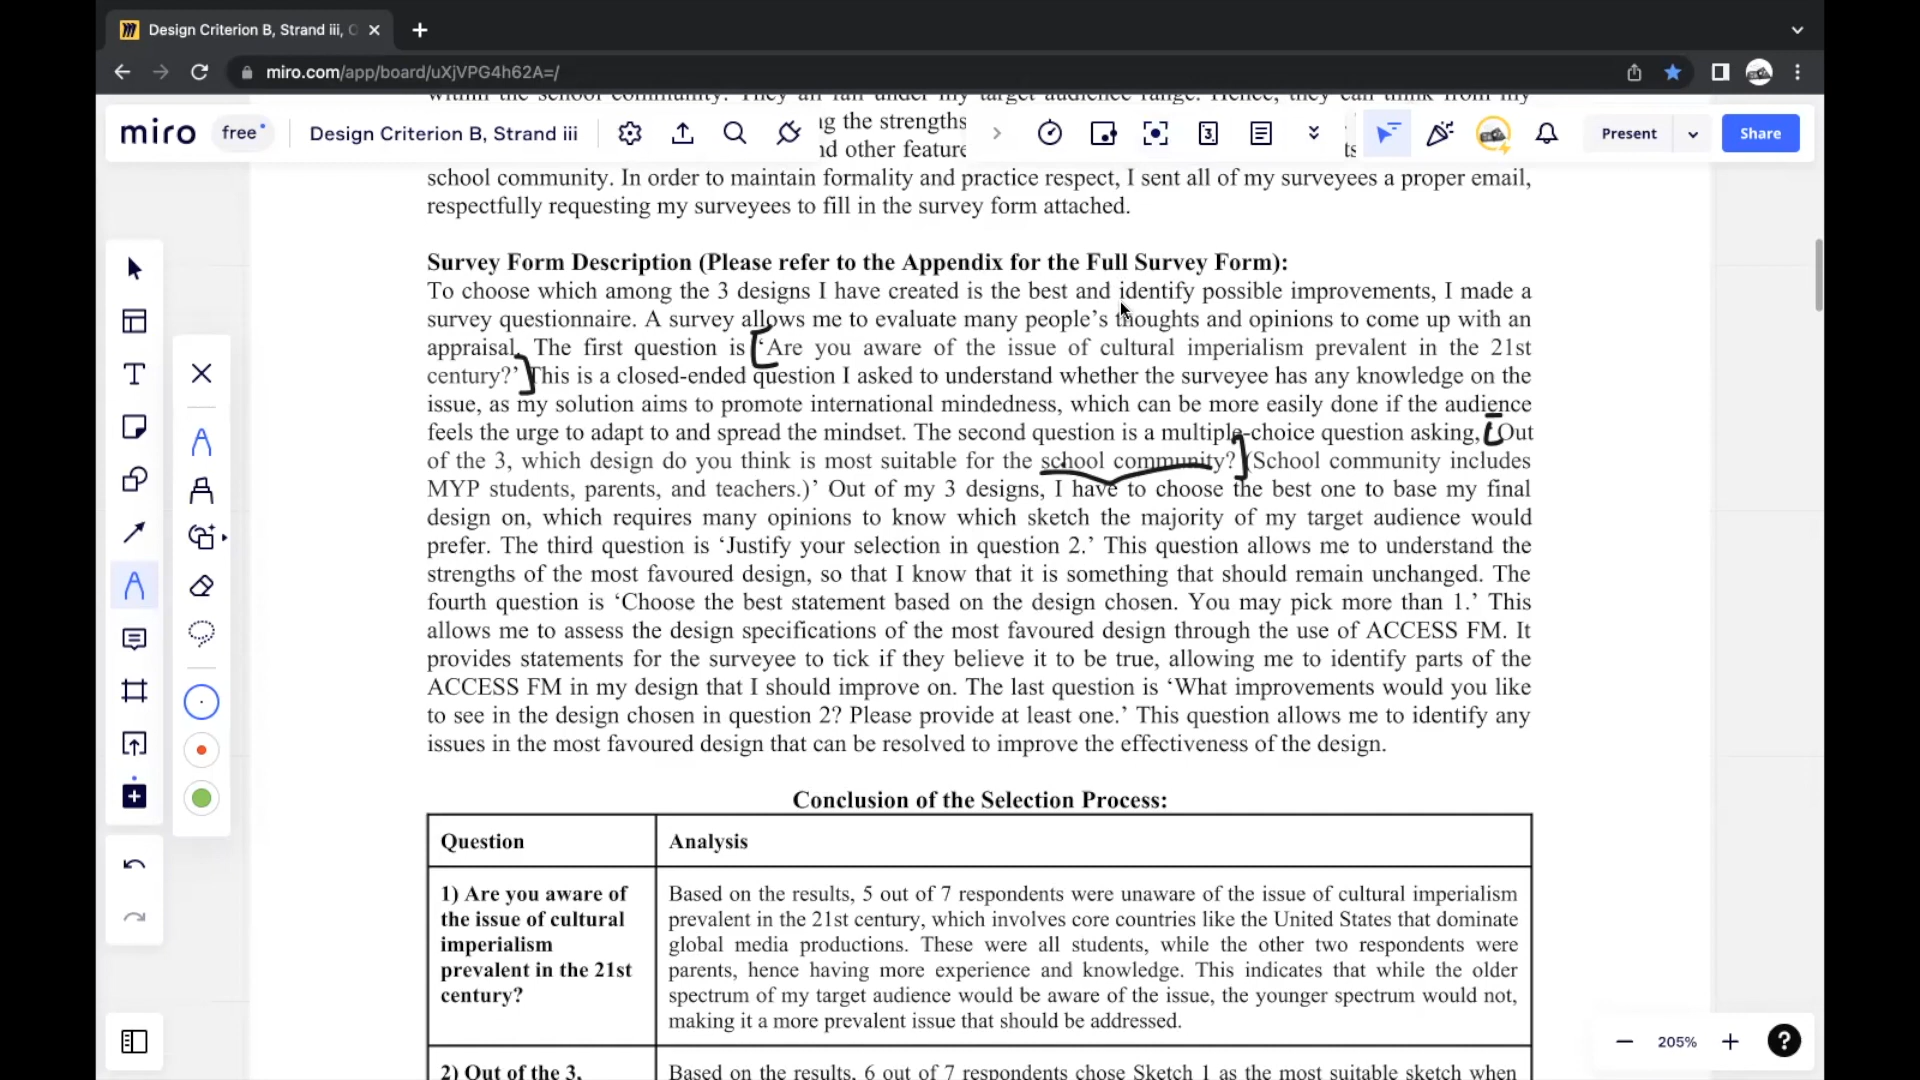 Design Criterion B, Strand iii,
miro.com/app/board/uXjVPG4h62A=/
within the school community. They all fall under my target audience range. Hence, they can think from my
miro
free
Design Criterion B, Strand iii
ng the strengths
nd other feature
ts
Present
Share
school community. In order to maintain formality and practice respect, I sent all of my surveyees a proper email,
respectfully requesting my surveyees to fill in the survey form attached.
Survey Form Description (Please refer to the Appendix for the Full Survey Form):
To choose which among the 3 designs I have created is the best and identify possible improvements, I made a
survey questionnaire. A survey allows me to evaluate many people’s thoughts and opinions to come up with an
appraisal. The first question is ‘Are you aware of the issue of cultural imperialism prevalent in the 21st
century?’ This is a closed-ended question I asked to understand whether the surveyee has any knowledge on the
issue, as my solution aims to promote international mindedness, which can be more easily done if the audience
feels the urge to adapt to and spread the mindset. The second question is a multiple-choice question asking, ‘Out
of the 3, which design do you think is most suitable for the school community? (School community includes
MYP students, parents, and teachers.)’ Out of my 3 designs, I have to choose the best one to base my final
design on, which requires many opinions to know which sketch the majority of my target audience would
prefer. The third question is ‘Justify your selection in question 2.’ This question allows me to understand the
strengths of the most favoured design, so that I know that it is something that should remain unchanged. The
fourth question is ‘Choose the best statement based on the design chosen. You may pick more than 1.’ This
allows me to assess the design specifications of the most favoured design through the use of ACCESS FM. It
provides statements for the surveyee to tick if they believe it to be true, allowing me to identify parts of the
ACCESS FM in my design that I should improve on. The last question is ‘What improvements would you like
to see in the design chosen in question 2? Please provide at least one.’ This question allows me to identify any
issues in the most favoured design that can be resolved to improve the effectiveness of the design.
Conclusion of the Selection Process:
Question
Analysis
1) Are you aware of
the issue of cultural
imperialism
prevalent in the 21st
century?
Based on the results, 5 out of 7 respondents were unaware of the issue of cultural imperialism
prevalent in the 21st century, which involves core countries like the United States that dominate
global media productions. These were all students, while the other two respondents were
parents, hence having more experience and knowledge. This indicates that while the older
spectrum of my target audience would be aware of the issue, the younger spectrum would not,
making it a more prevalent issue that should be addressed.
2) Out of the 3,
Based on the results, 6 out of 7 respondents chose Sketch 1 as the most suitable sketch when
205%